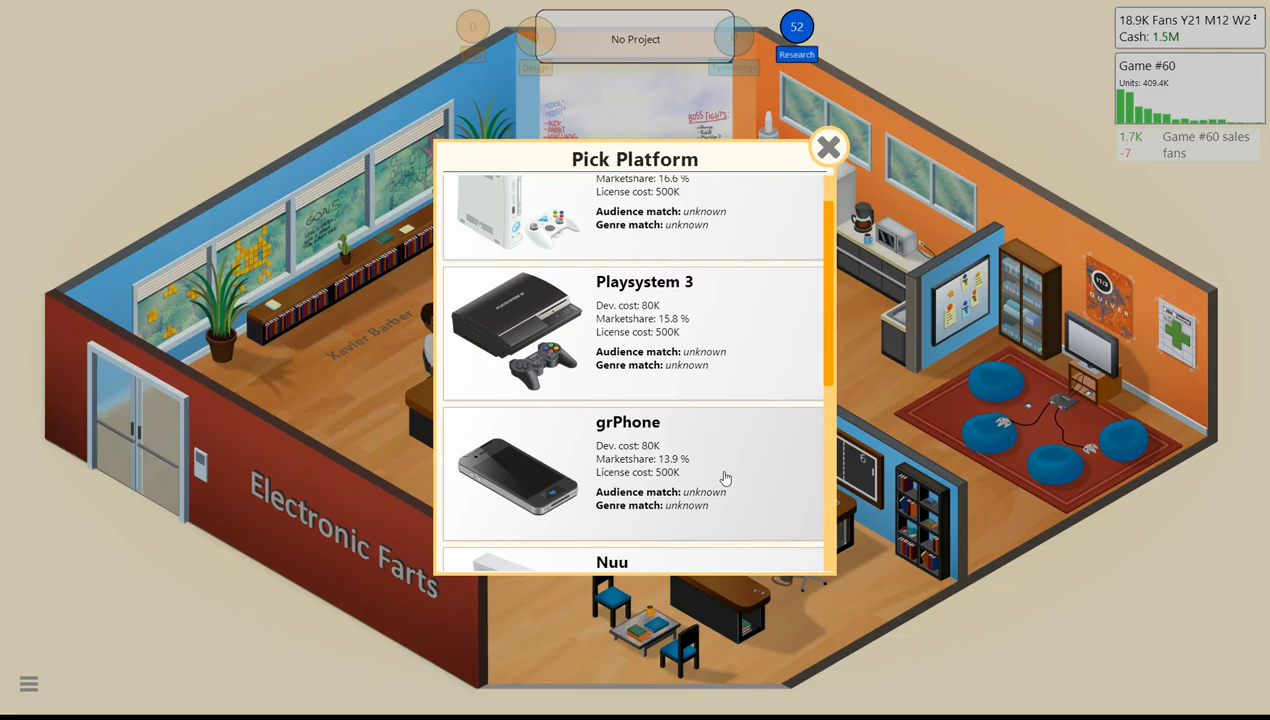 0
No Project
52
Research
Design
Technology
18.9K Fans Y21 M12 W2
Cash: 1.5M
Game #60
Units: 409.4K
1.7K Game #60 sales
-7 fans
Pick Platform
Marketshare: 16.6 %
License cost: 500K
Audience match: unknown
Genre match: unknown
Playsystem 3
Dev. cost: 80K
Marketshare: 15.8 %
License cost: 500K
Audience match: unknown
Genre match: unknown
grPhone
Dev. cost: 80K
Marketshare: 13.9 %
License cost: 500K
Audience match: unknown
Genre match: unknown
Nuu
GOALS:
BOSS FIGHTS:
Xavier Barber
Electronic Farts
6